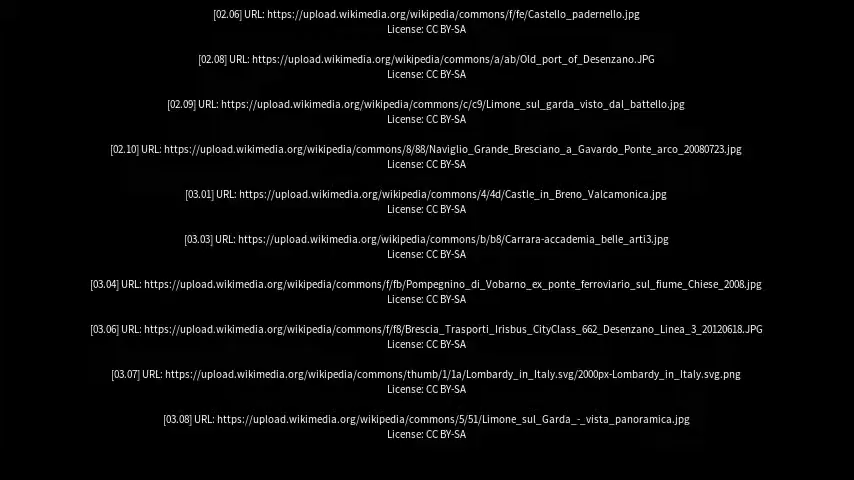 [02.06] URL: https://upload.wikimedia.org/wikipedia/commons/f/fe/Castello_padernello.jpg
License: CC BY-SA
[02.08] URL: https://upload.wikimedia.org/wikipedia/commons/a/ab/Old_port_of_Desenzano.JPG
License: CC BY-SA
[02.09] URL: https://upload.wikimedia.org/wikipedia/commons/c/c9/Limone_sul_garda_visto_dal_battello.jpg
License: CC BY-SA
[02.10] URL: https://upload.wikimedia.org/wikipedia/commons/8/88/Naviglio_Grande_Bresciano_a_Gavardo_Ponte_arco_20080723.jpg
License: CC BY-SA
[03.01] URL: https://upload.wikimedia.org/wikipedia/commons/4/4d/Castle_in_Breno_Valcamonica.jpg
License: CC BY-SA
[03.03] URL: https://upload.wikimedia.org/wikipedia/commons/b/b8/Carrara-accademia_belle_arti3.jpg
License: CC BY-SA
[03.04] URL: https://upload.wikimedia.org/wikipedia/commons/f/fb/Pompegnino_di_Vobarno_ex_ponte_ferroviario_sul_fiume_Chiese_2008.jpg
License: CC BY-SA
[03.06] URL: https://upload.wikimedia.org/wikipedia/commons/f/f8/Brescia_Trasporti_Irisbus_CityClass_662_Desenzano_Linea_3_20120618.JPG
License: CC BY-SA
[03.07] URL: https://upload.wikimedia.org/wikipedia/commons/thumb/1/1a/Lombardy_in_Italy.svg/2000px-Lombardy_in_Italy.svg.png
License: CC BY-SA
[03.08] URL: https://upload.wikimedia.org/wikipedia/commons/5/51/Limone_sul_Garda_-_vista_panoramica.jpg
License: CC BY-SA